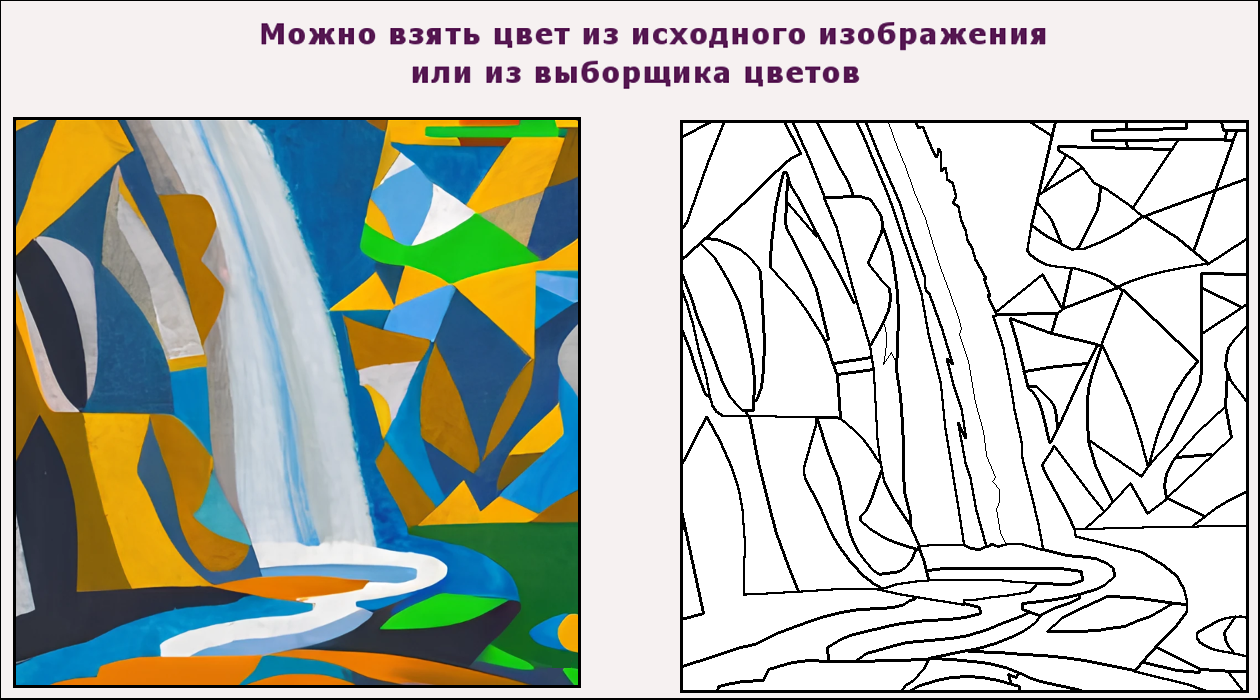 Можно взять цвет из исходного изображения
или из выборщика цветов